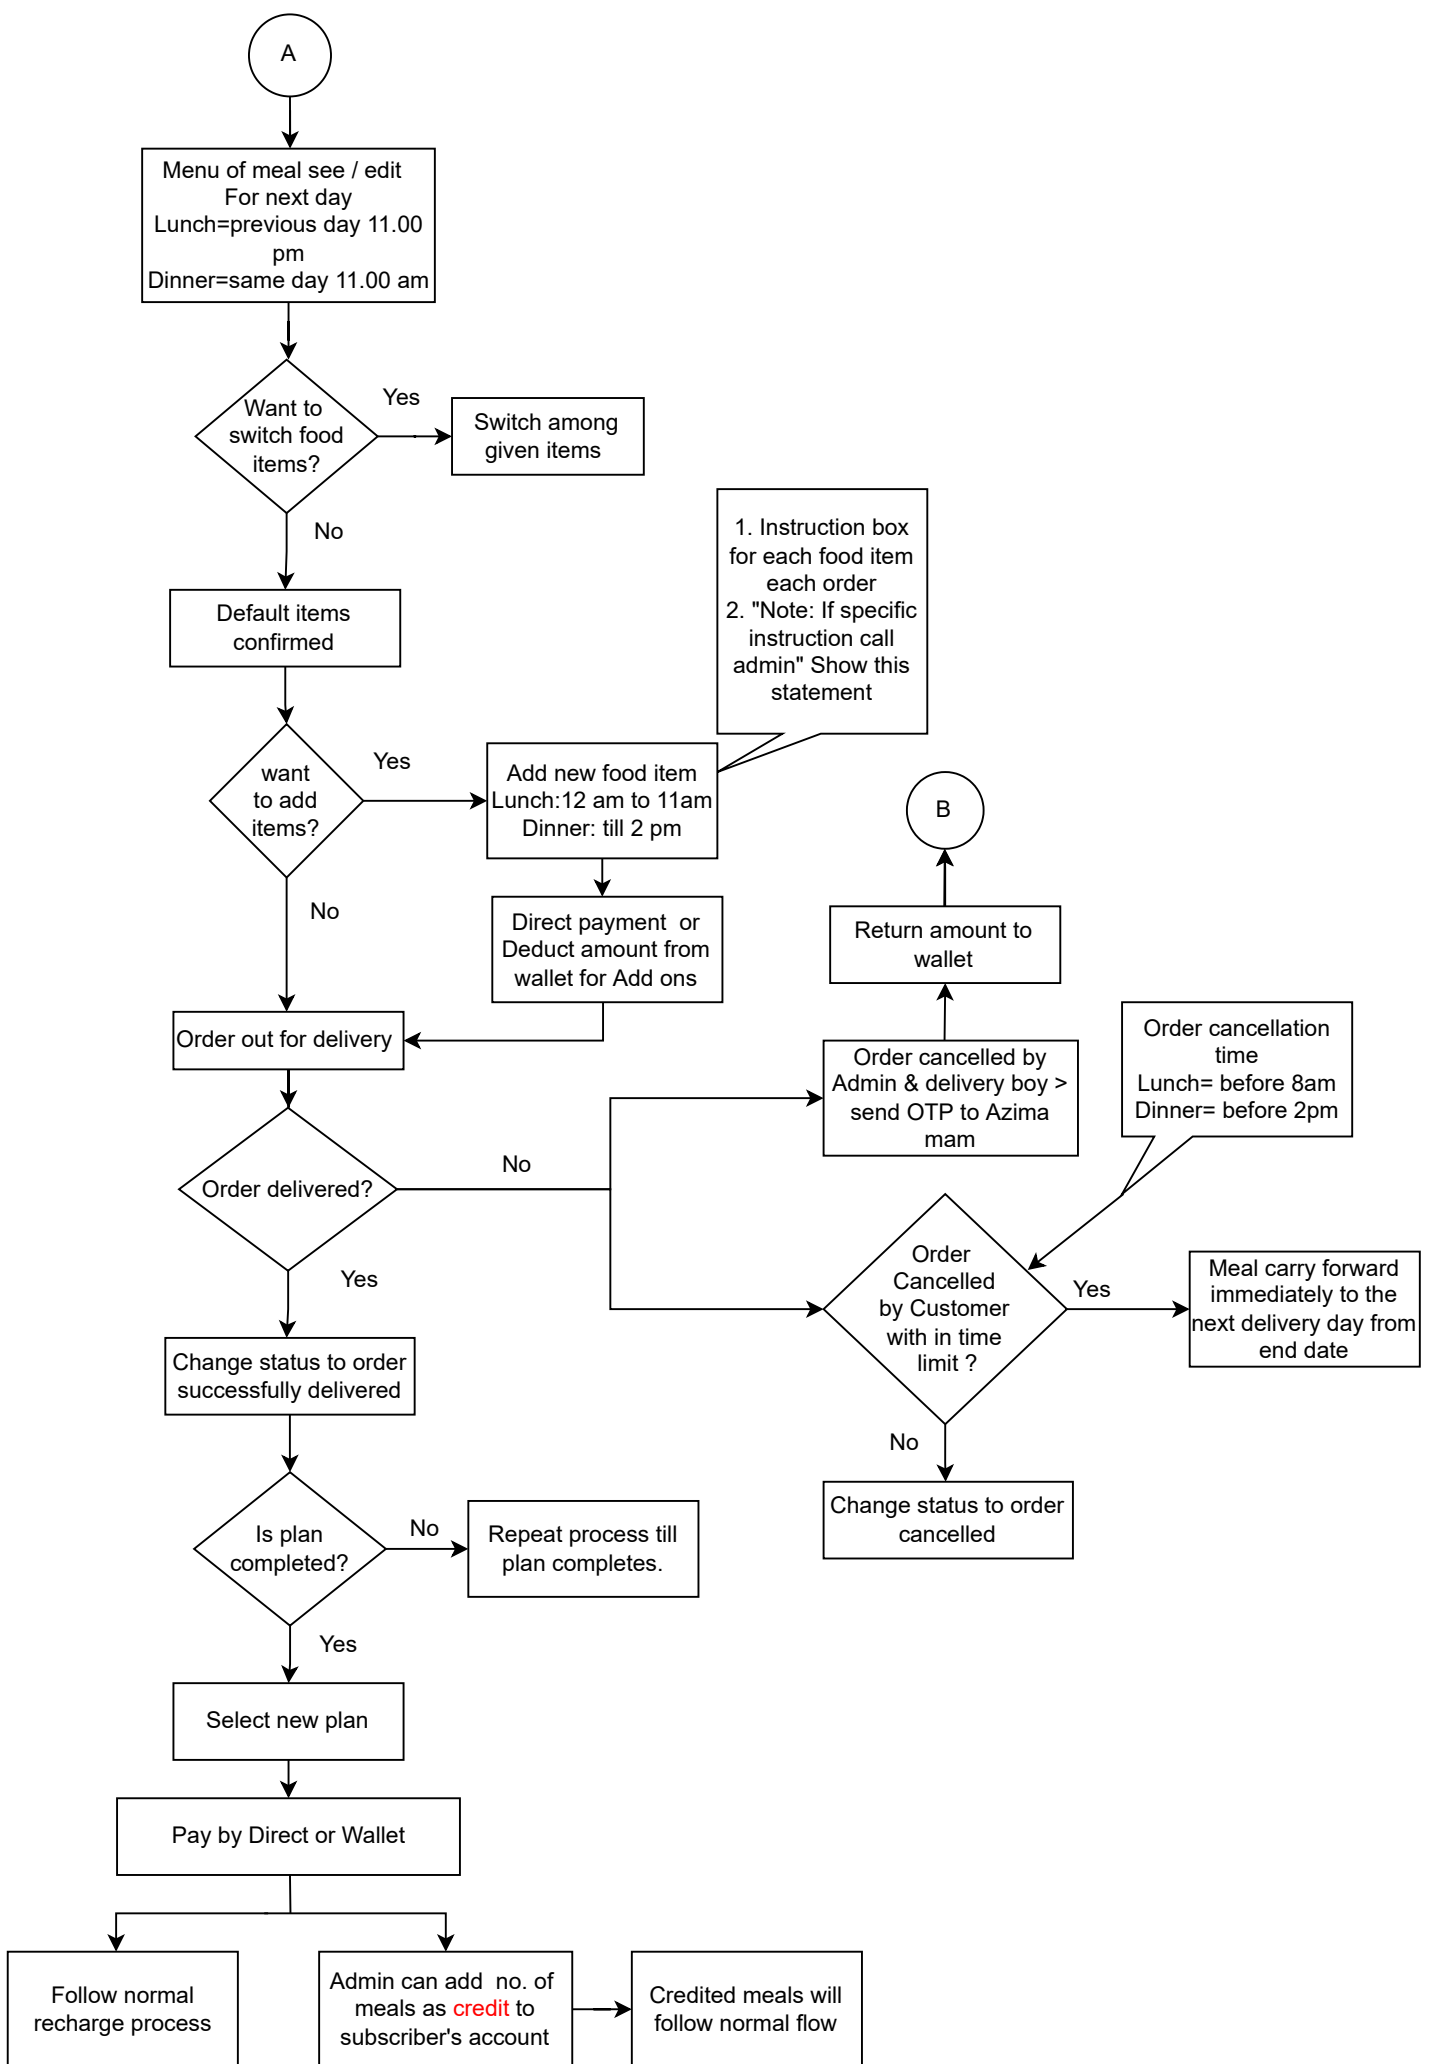 A
Menu of meal see / edit
For next day
Lunch=previous day 11.00
pm
Dinner=same day 11.00 am
Want to
switch food
items?
Yes
Switch among
given items
No
Default items
confirmed
1. Instruction box
for each food item
each order
2. "Note: If specific
instruction call
admin" Show this
statement
want
to add
items?
Yes
Add new food item
Lunch:12 am to 11am
Dinner: till 2 pm
No
Direct payment or
Deduct amount from
wallet for Add ons
B
Return amount to
wallet
Order out for delivery
Order cancelled by
Admin & delivery boy >
send OTP to Azima
mam
Order cancellation
time
Lunch= before 8am
Dinner= before 2pm
Order delivered?
No
Yes
Order
Cancelled
by Customer
with in time
limit ?
Yes
Meal carry forward
immediately to the
next delivery day from
end date
No
Change status to order
cancelled
Change status to order
successfully delivered
Is plan
completed?
No
Repeat process till
plan completes.
Yes
Select new plan
Pay by Direct or Wallet
Follow normal
recharge process
Admin can add no. of
meals as credit to
subscriber's account
Credited meals will
follow normal flow